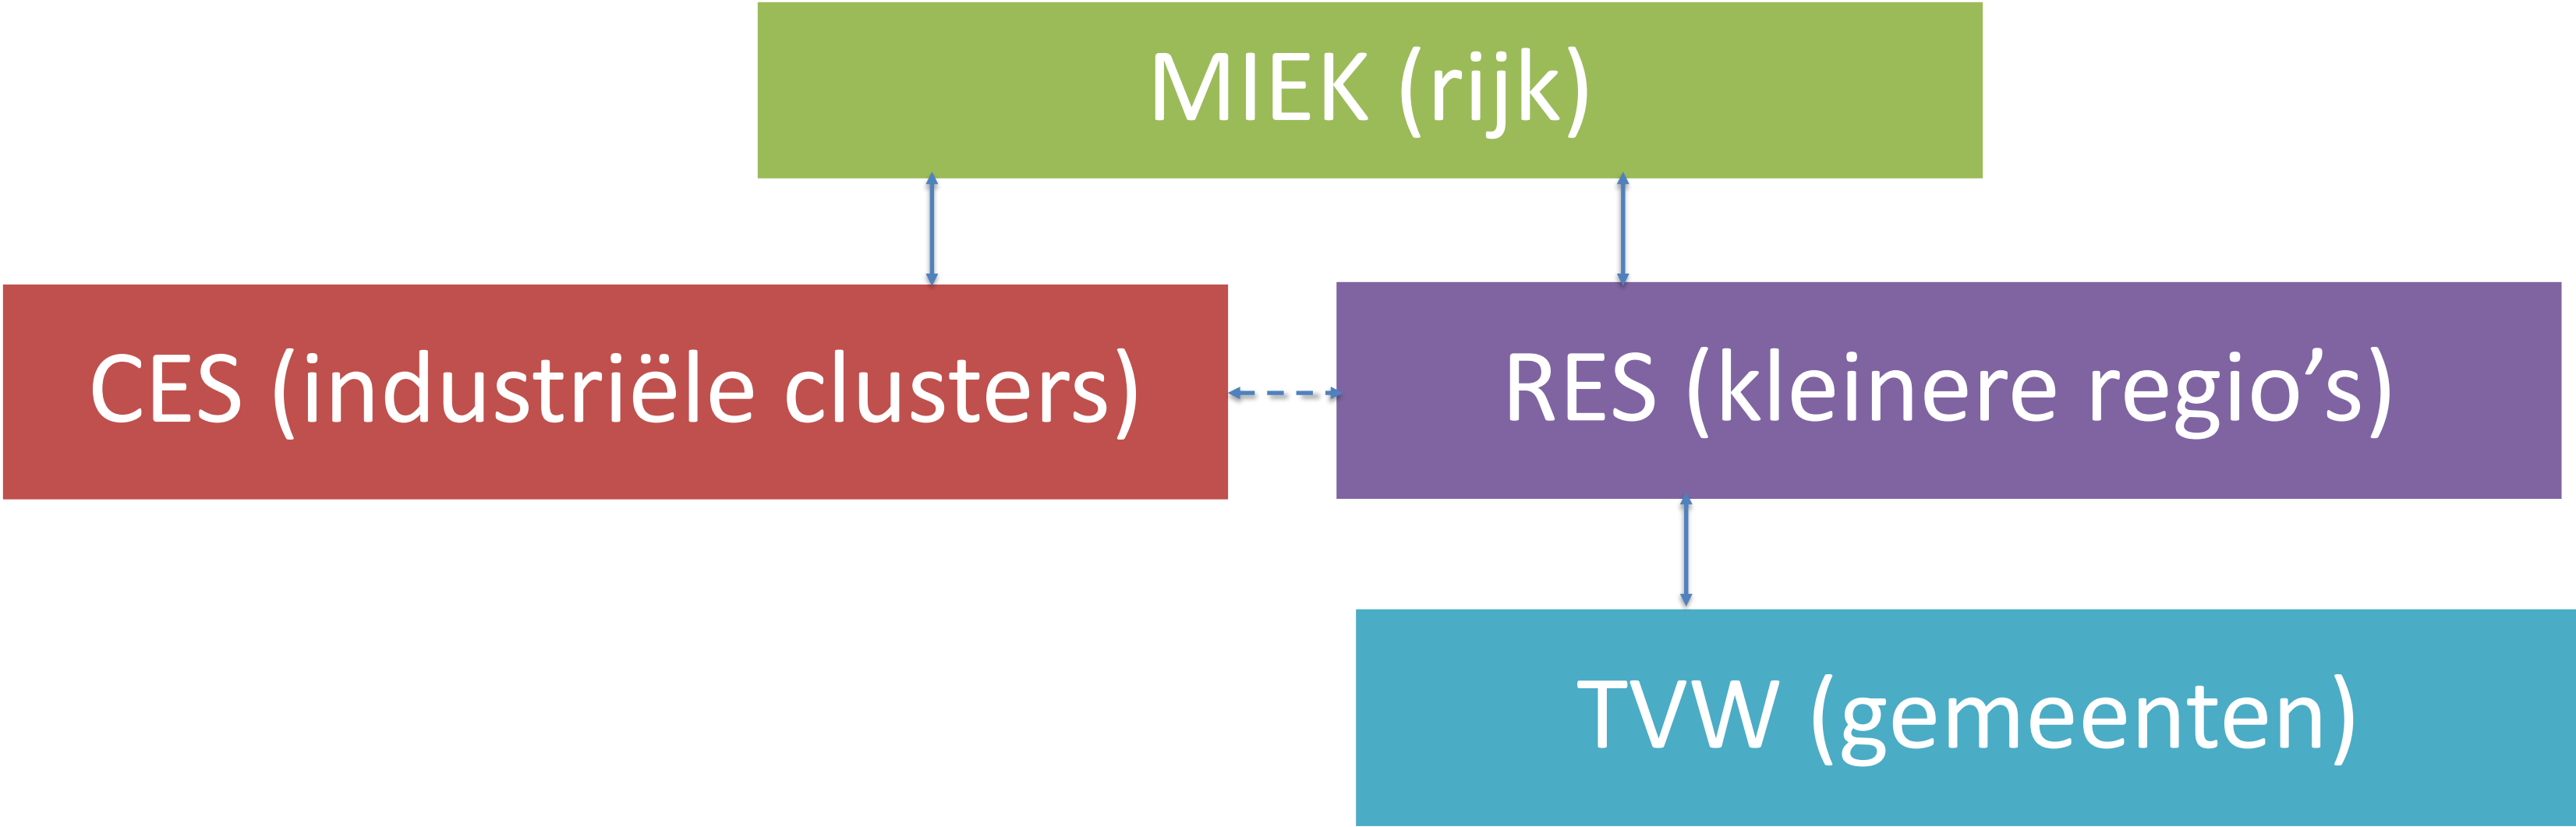 MIEK (rijk)
CES (industriële clusters)
RES (kleinere regio’s)
TVW (gemeenten)